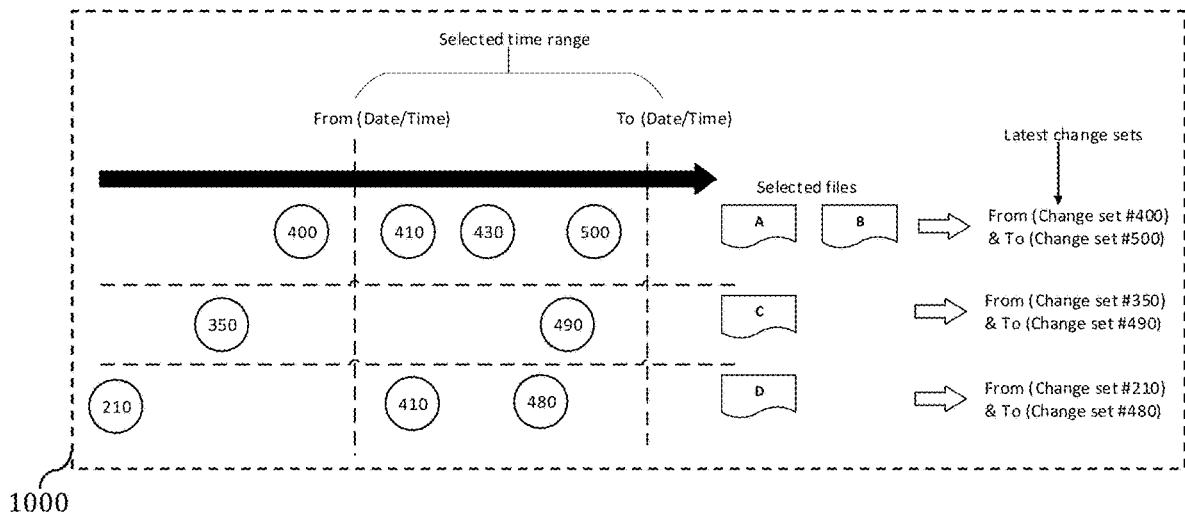 Selected time range
From (Date/Time)
To (Date/Time)
Latest change sets
Selected files
400
410
430
500
A
B
From (Change set #400)
& To (Change set #500)
350
490
C
From (Change set #350)
& To (Change set #490)
210
410
480
D
From (Change set #210)
& To (Change set #480)
1000